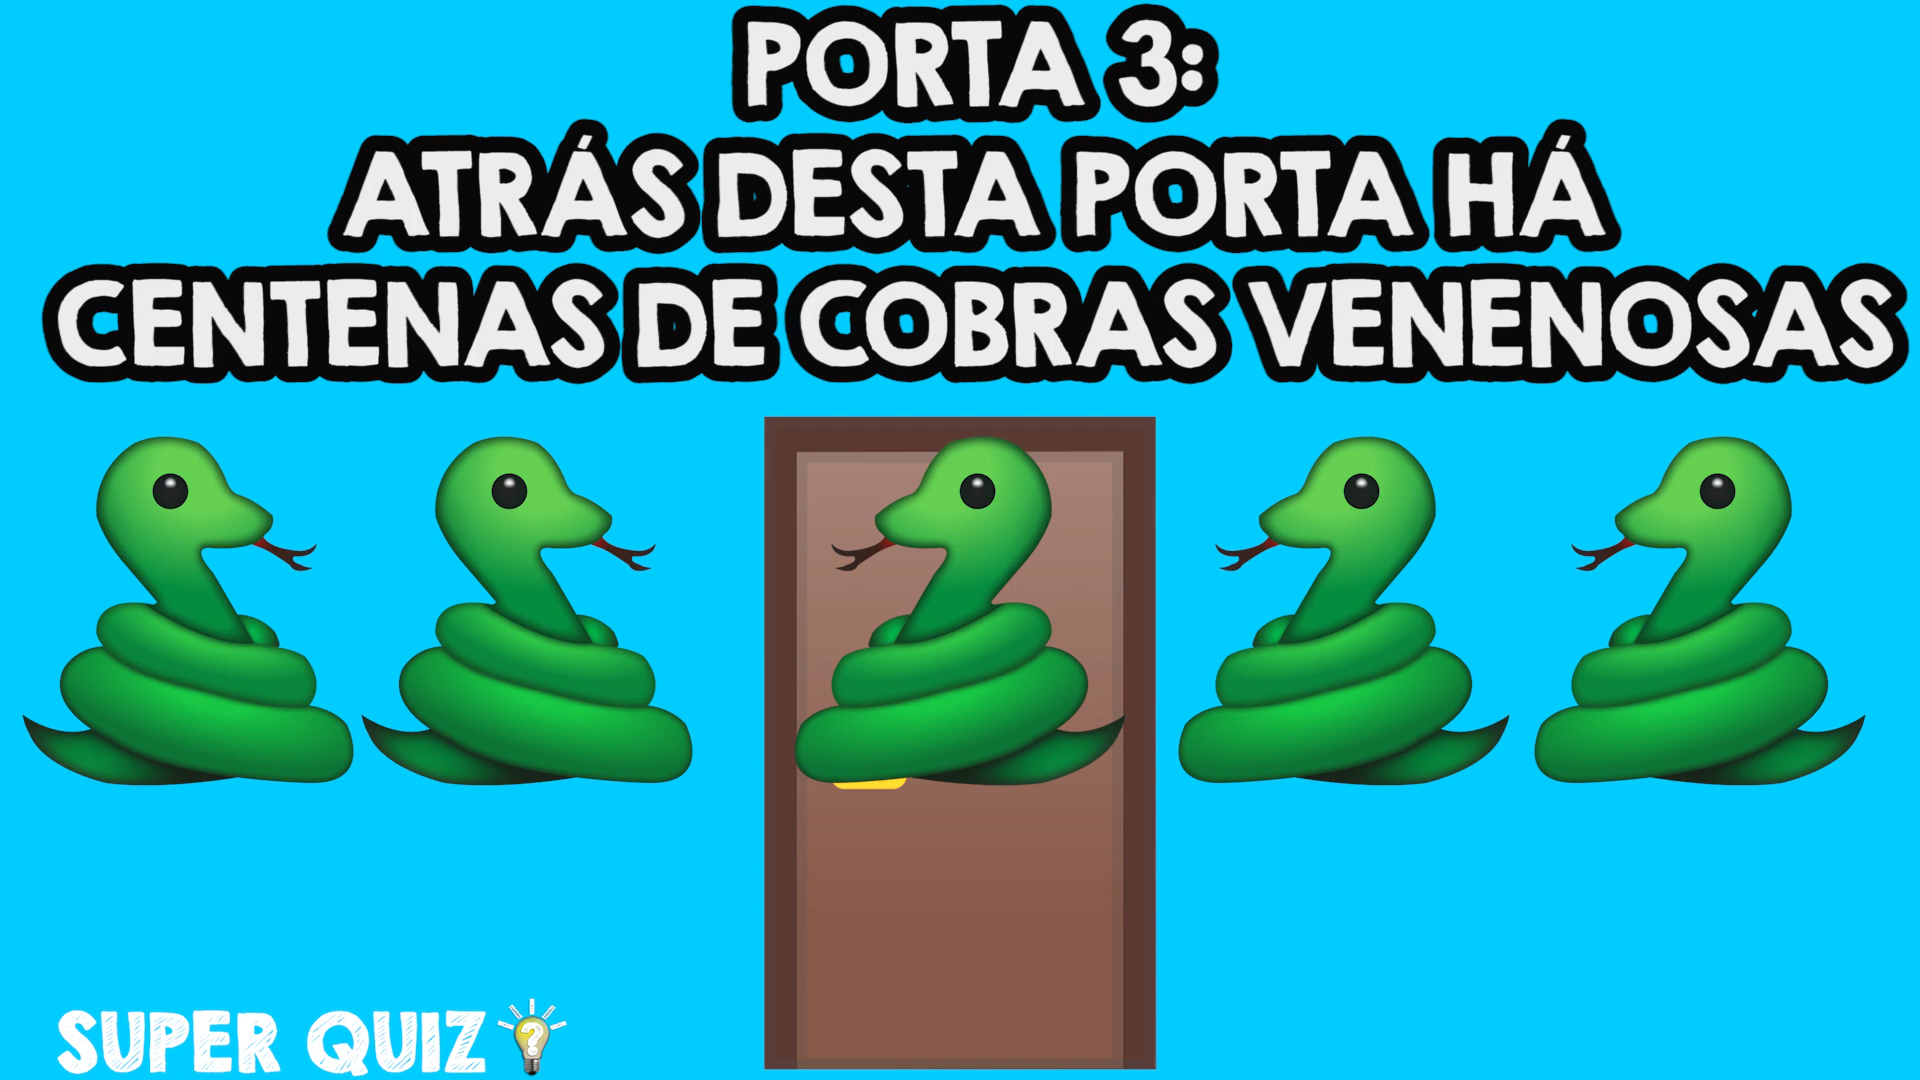 PORTA 3:
ATRÁS DESTA PORTA HÁ
CENTENAS DE COBRAS VENENOSAS
SUPER QUIZ
?